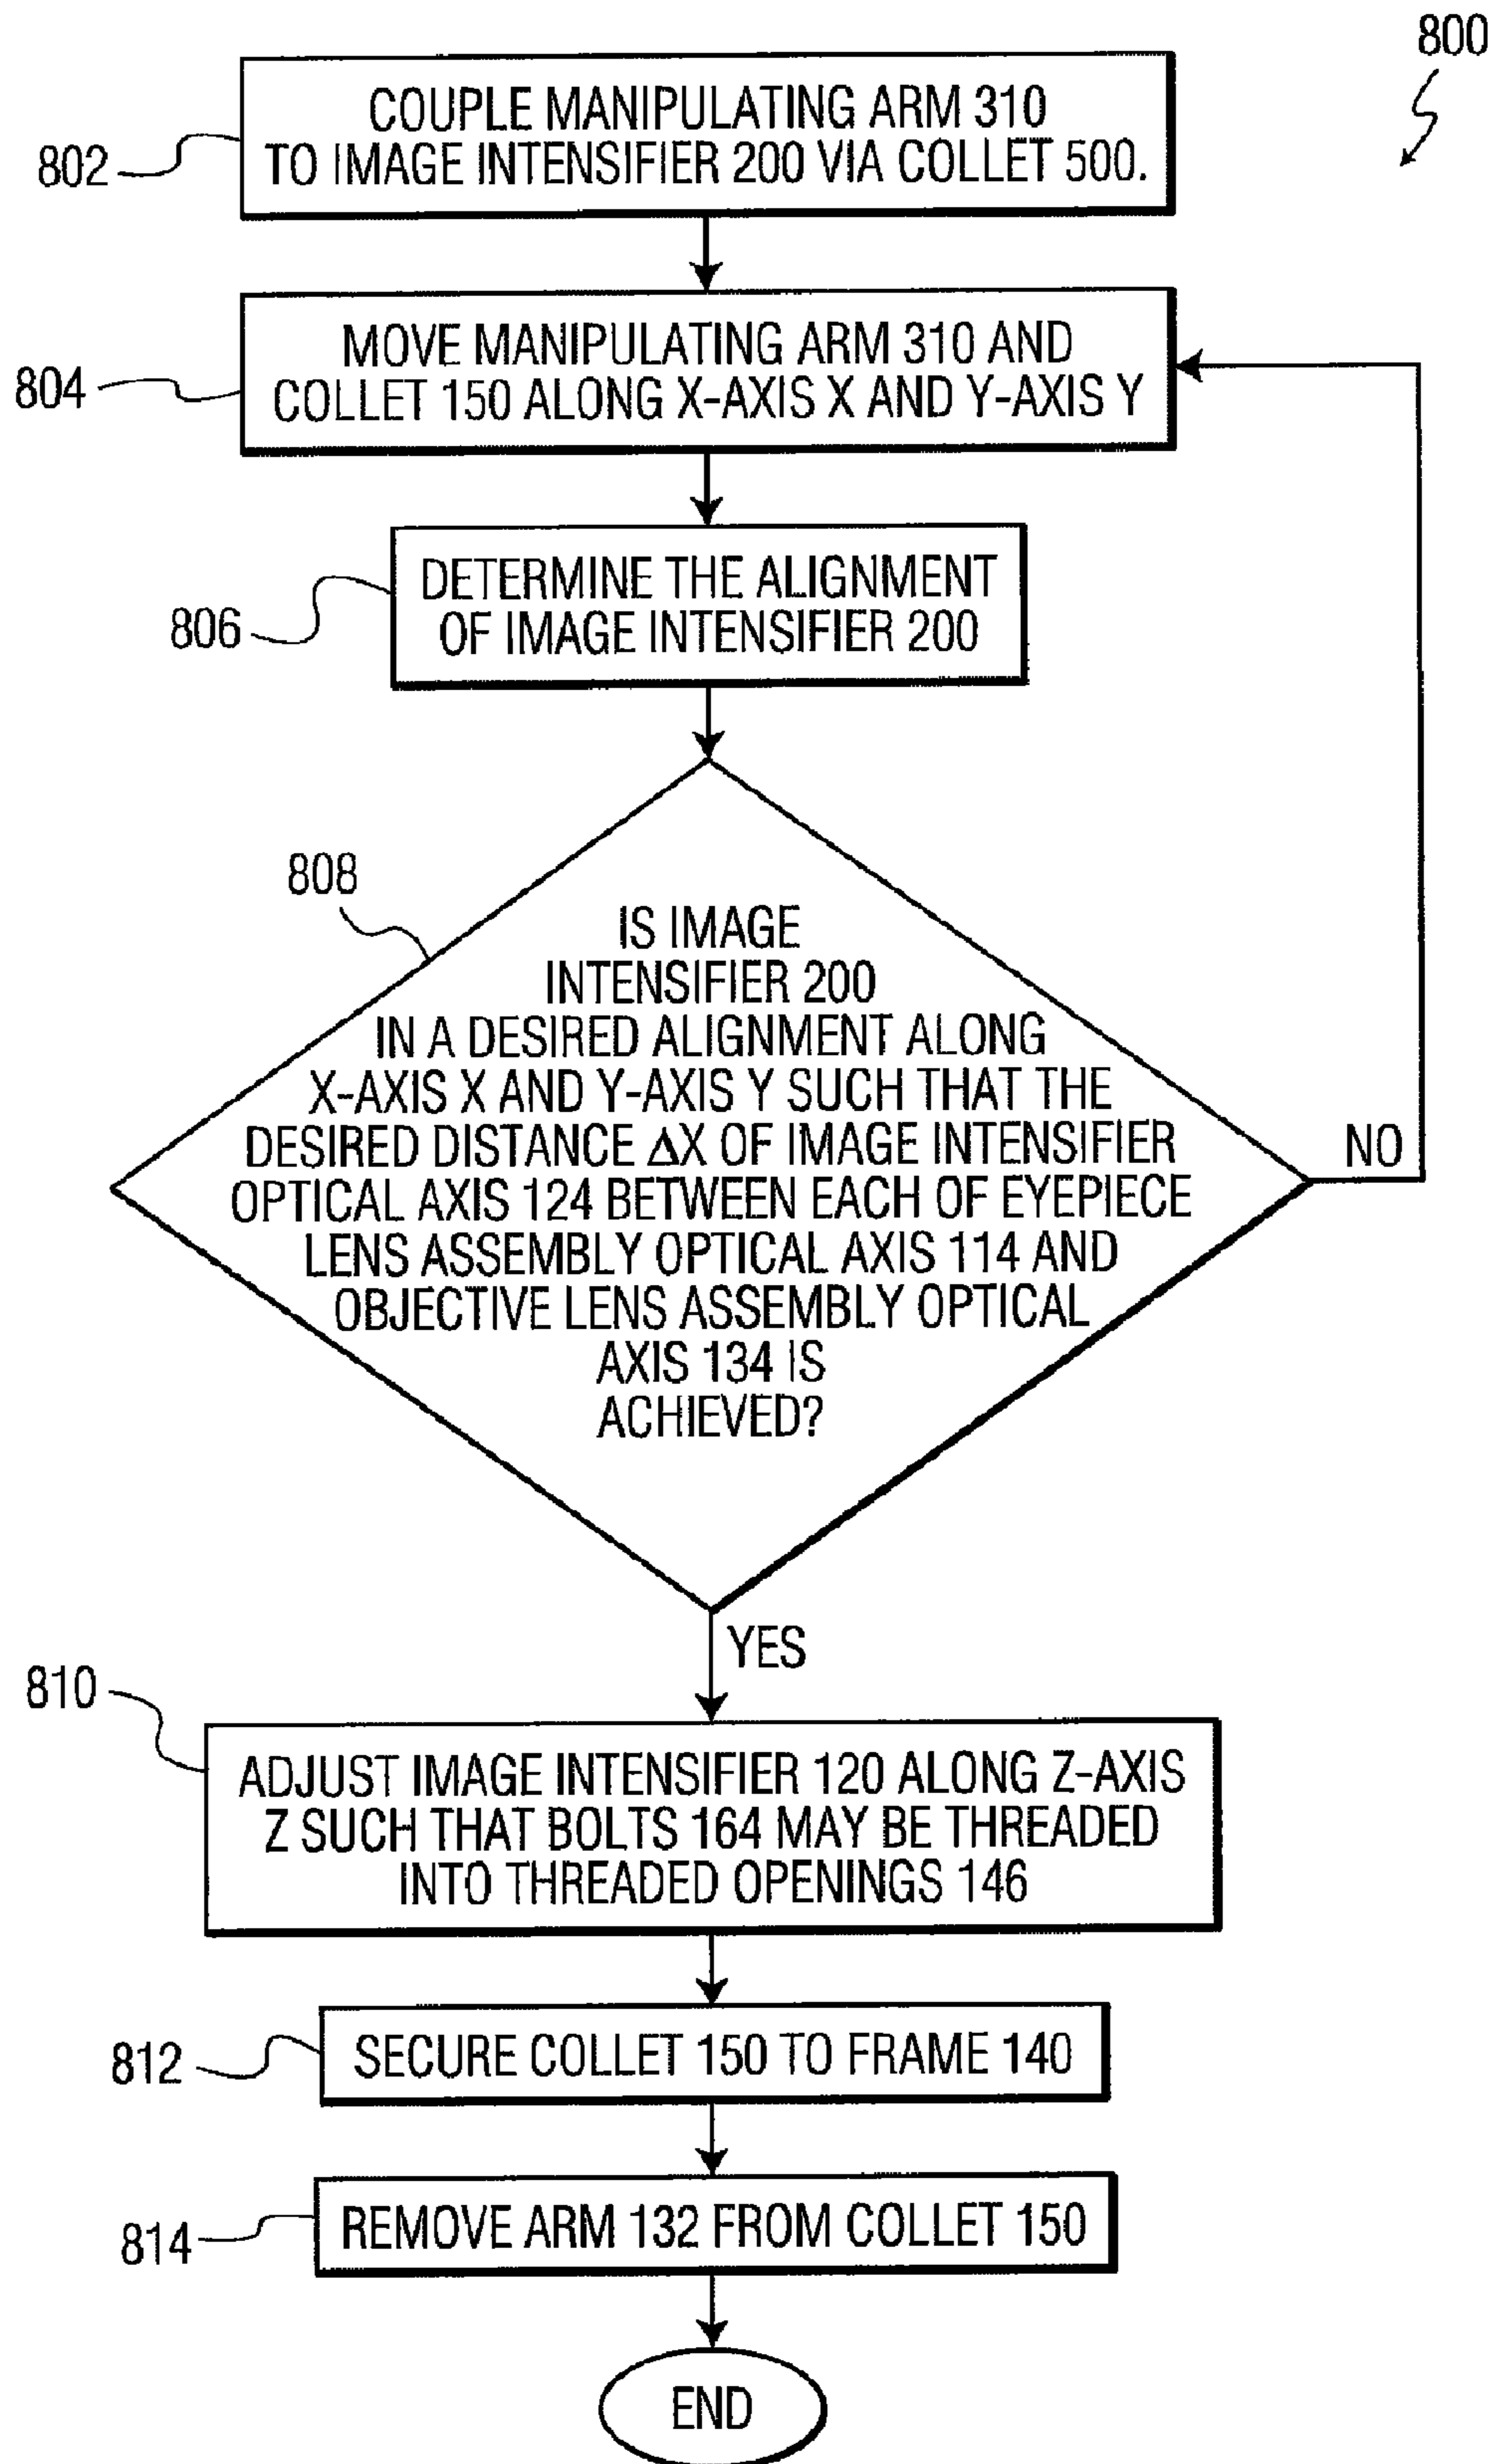 800
COUPLE MANIPULATING ARM 310
TO IMAGE INTENSIFIER 200 VIA COLLET 500.
802
MOVE MANIPULATING ARM 310 AND
COLLET 150 ALONG X-AXIS X AND Y-AXIS Y
804
DETERMINE THE ALIGNMENT
OF IMAGE INTENSIFIER 200
806
808
IS IMAGE
INTENSIFIER 200
IN A DESIRED ALIGNMENT ALONG
X-AXIS X AND Y-AXIS Y SUCH THAT THE
DESIRED DISTANCE ΔX OF IMAGE INTENSIFIER
OPTICAL AXIS 124 BETWEEN EACH OF EYEPIECE
LENS ASSEMBLY OPTICAL AXIS 114 AND
OBJECTIVE LENS ASSEMBLY OPTICAL
AXIS 134 IS
ACHIEVED?
NO
YES
810
ADJUST IMAGE INTENSIFIER 120 ALONG Z-AXIS
Z SUCH THAT BOLTS 164 MAY BE THREADED
INTO THREADED OPENINGS 146
812
SECURE COLLET 150 TO FRAME 140
814
REMOVE ARM 132 FROM COLLET 150
END